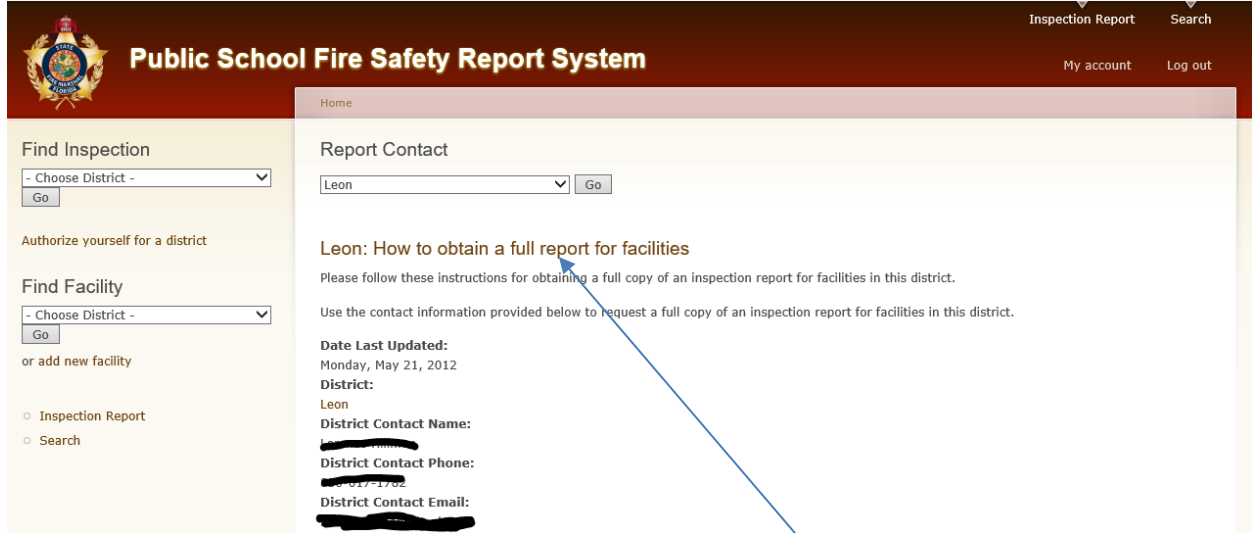 Inspection Report Search
STATE
FIRE MARSHAL
FLORIDA
Public School Fire Safety Report System
My account Log out
Home
Find Inspection
- Choose District -
Go
Authorize yourself for a district
Find Facility
- Choose District -
Go
or add new facility
Inspection Report
Search
Report Contact
Leon Go
Leon: How to obtain a full report for facilities
Please follow these instructions for obtaining a full copy of an inspection report for facilities in this district.
Use the contact information provided below to request a full copy of an inspection report for facilities in this district.
Date Last Updated:
Monday, May 21, 2012
District:
Leon
District Contact Name:
District Contact Phone:
District Contact Email: